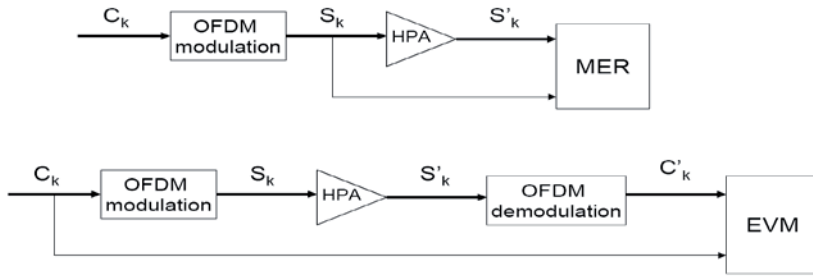 C_k
OFDM
modulation
S_k
HPA
S'_k
MER
C_k
OFDM
modulation
S_k
HPA
S'_k
OFDM
demodulation
C'_k
EVM